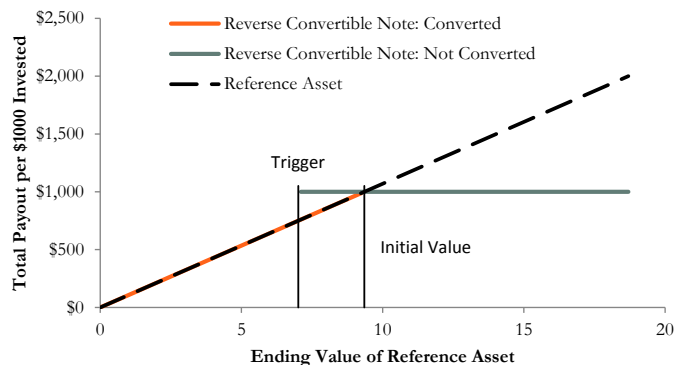 $2,500
$2,000
$1,500
$1,000
$500
$0
Total Payout per $1000 Invested
Reverse Convertible Note: Converted
Reverse Convertible Note: Not Converted
Reference Asset
Trigger
Initial Value
0 5 10 15 20
Ending Value of Reference Asset